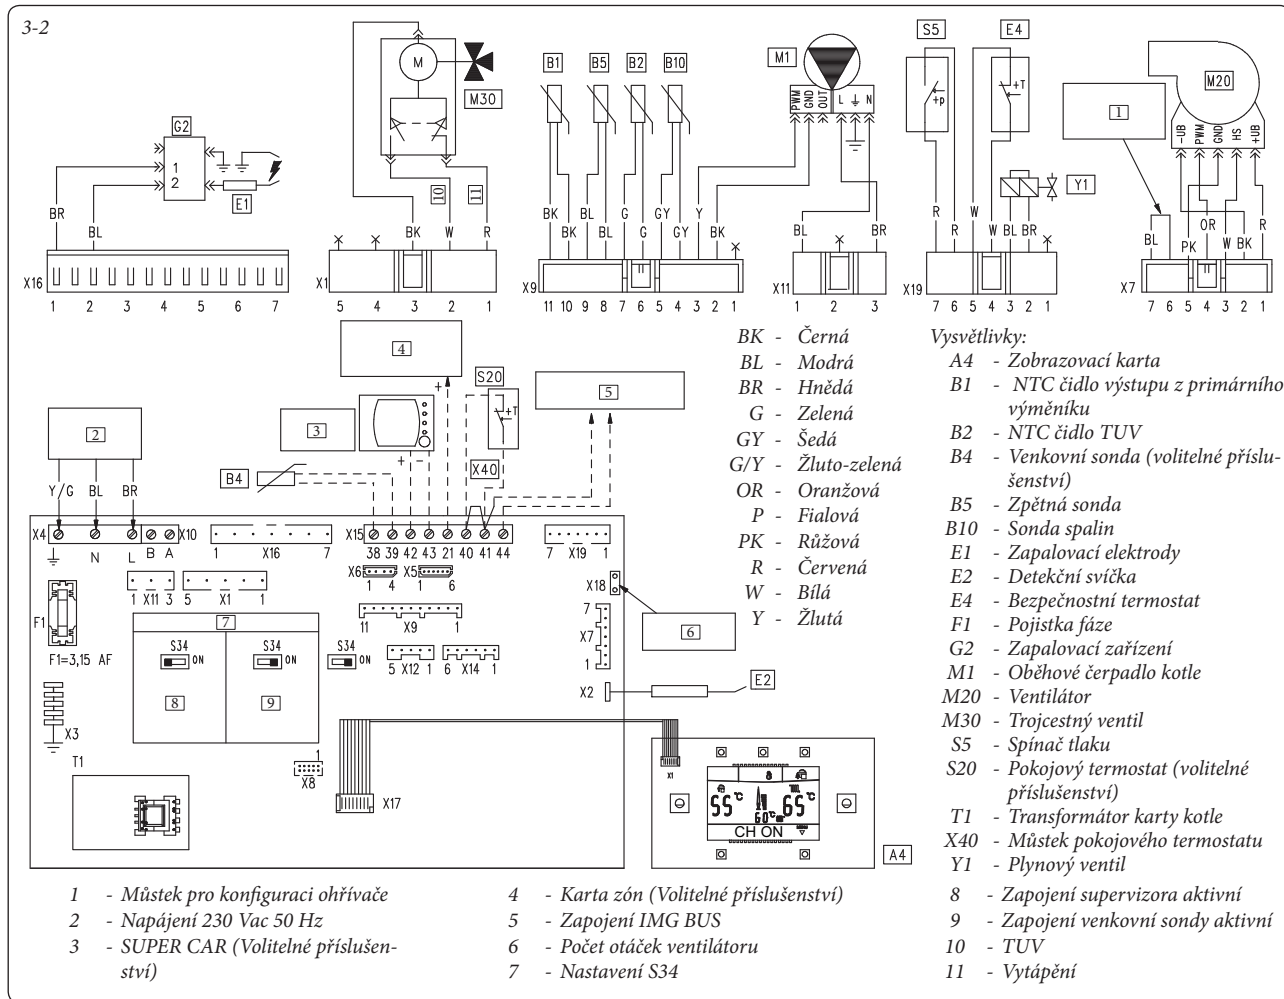 3-2
M
M30
G2
1
2
E1
BR
BL
X16
1 2 3 4 5 6 7
10
11
BK
W
R
X1
5 4 3 2 1
B1
B5
B2
B10
BK
BK
BL
BL
G
G
GY
GY
Y
BK
X9
11 10 9 8 7 6 5 4 3 2 1
M1
PWM
GND
OUT
L
N
BL
BR
X11
1 2 3
S5
+p
E4
+T
Y1
R
R
W
W
BL
BR
X19
7 6 5 4 3 2 1
1
M20
-UB
PWM
GND
HS
+UB
BL
PK
OR
W
BK
R
X7
7 6 5 4 3 2 1
4
S20
+T
5
3
2
B4
X40
+
+ -
Y/G
BL
BR
X4
N
L
B A
X10
1 X16 7
X15
38 39 42 43 21 40 41 44
7 X19 1
1 X11 3
5 X1 1
X6
1 4
X5
1 6
X18
F1
F1=3,15 AF
7
S34
ON
S34
ON
S34
ON
8
9
11 X9 1
5 X12 1
6 X14 1
7
X7
1
6
X2
E2
X3
T1
1
X8
X17
X1
55 °C
60°C
65 °C
CH ON
MENU
A4
BK - Černá
BL - Modrá
BR - Hnědá
G - Zelená
GY - Šedá
G/Y - Žluto-zelená
OR - Oranžová
P - Fialová
PK - Růžová
R - Červená
W - Bílá
Y - Žlutá
Vysvětlivky:
A4 - Zobrazovací karta
B1 - NTC čidlo výstupu z primárního
výměníku
B2 - NTC čidlo TUV
B4 - Venkovní sonda (volitelné příslu-
šenství)
B5 - Zpětná sonda
B10 - Sonda spalin
E1 - Zapalovací elektrody
E2 - Detekční svíčka
E4 - Bezpečnostní termostat
F1 - Pojistka fáze
G2 - Zapalovací zařízení
M1 - Oběhové čerpadlo kotle
M20 - Ventilátor
M30 - Trojcestný ventil
S5 - Spínač tlaku
S20 - Pokojový termostat (volitelné
příslušenství)
T1 - Transformátor karty kotle
X40 - Můstek pokojového termostatu
Y1 - Plynový ventil
1 - Můstek pro konfiguraci ohřívače
2 - Napájení 230 Vac 50 Hz
3 - SUPER CAR (Volitelné příslušen-
ství)
4 - Karta zón (Volitelné příslušenství)
5 - Zapojení IMG BUS
6 - Počet otáček ventilátoru
7 - Nastavení S34
8 - Zapojení supervizora aktivní
9 - Zapojení venkovní sondy aktivní
10 - TUV
11 - Vytápění